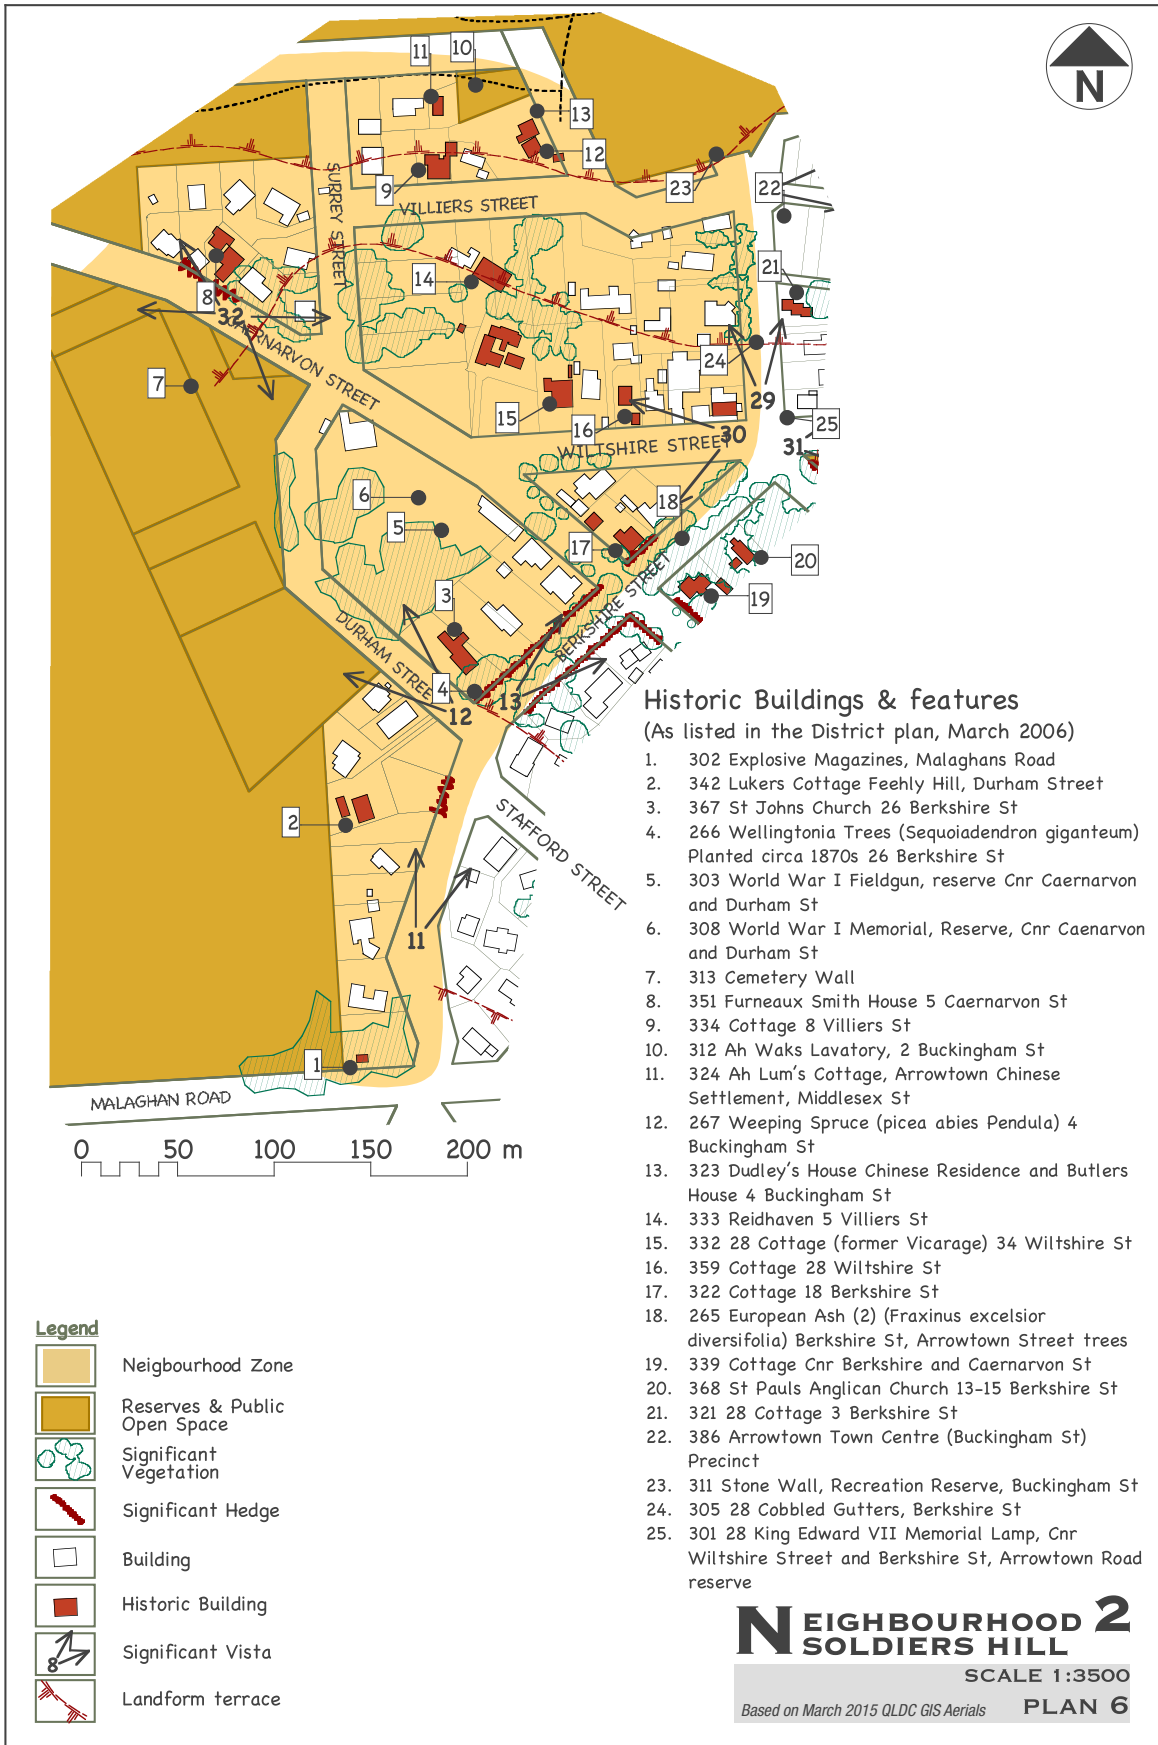 N
11
10
13
12
9
23
22
SURREY STREET
VILLIERS STREET
14
21
8
32
CAERNARVON STREET
7
24
29
15
16
30
25
31
WILTSHIRE STREET
6
5
18
17
20
3
19
BERKSHIRE STREET
DURHAM STREET
4
12
13
2
STAFFORD STREET
11
1
MALAGHAN ROAD
0 50 100 150 200 m
Historic Buildings & features
(As listed in the District plan, March 2006)
1. 302 Explosive Magazines, Malaghans Road
2. 342 Lukers Cottage Feehly Hill, Durham Street
3. 367 St Johns Church 26 Berkshire St
4. 266 Wellingtonia Trees (Sequoiadendron giganteum)
Planted circa 1870s 26 Berkshire St
5. 303 World War I Fieldgun, reserve Cnr Caernarvon
and Durham St
6. 308 World War I Memorial, Reserve, Cnr Caenarvon
and Durham St
7. 313 Cemetery Wall
8. 351 Furneaux Smith House 5 Caernarvon St
9. 334 Cottage 8 Villiers St
10. 312 Ah Waks Lavatory, 2 Buckingham St
11. 324 Ah Lum's Cottage, Arrowtown Chinese
Settlement, Middlesex St
12. 267 Weeping Spruce (picea abies Pendula) 4
Buckingham St
13. 323 Dudley's House Chinese Residence and Butlers
House 4 Buckingham St
14. 333 Reidhaven 5 Villiers St
15. 332 28 Cottage (former Vicarage) 34 Wiltshire St
16. 359 Cottage 28 Wiltshire St
17. 322 Cottage 18 Berkshire St
18. 265 European Ash (2) (Fraxinus excelsior
diversifolia) Berkshire St, Arrowtown Street trees
19. 339 Cottage Cnr Berkshire and Caernarvon St
20. 368 St Pauls Anglican Church 13-15 Berkshire St
21. 321 28 Cottage 3 Berkshire St
22. 386 Arrowtown Town Centre (Buckingham St)
Precinct
23. 311 Stone Wall, Recreation Reserve, Buckingham St
24. 305 28 Cobbled Gutters, Berkshire St
25. 301 28 King Edward VII Memorial Lamp, Cnr
Wiltshire Street and Berkshire St, Arrowtown Road
reserve
Legend
Neigbourhood Zone
Reserves & Public
Open Space
Significant
Vegetation
Significant Hedge
Building
Historic Building
8
Significant Vista
Landform terrace
NEIGHBOURHOOD 2
SOLDIERS HILL
SCALE 1:3500
Based on March 2015 QLDC GIS Aerials
PLAN 6